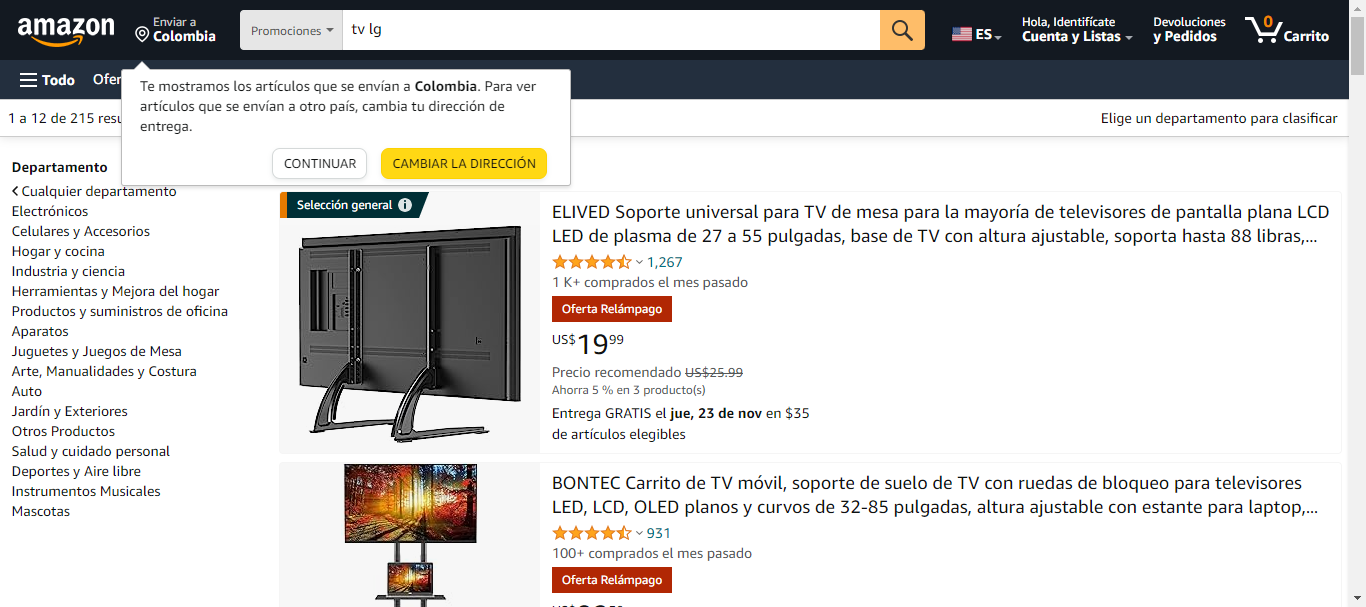 amazon
Enviar a
Colombia
Promociones
tv lg
ES
Hola, Identifícate
Cuenta y Listas
Devoluciones
y Pedidos
0
Carrito
Todo
Ofer
Te mostramos los artículos que se envían a Colombia. Para ver
artículos que se envían a otro país, cambia tu dirección de
entrega.
CONTINUAR
CAMBIAR LA DIRECCIÓN
1 a 12 de 215 resu
Elige un departamento para clasificar
Departamento
Cualquier departamento
Electrónicos
Celulares y Accesorios
Hogar y cocina
Industria y ciencia
Herramientas y Mejora del hogar
Productos y suministros de oficina
Aparatos
Juguetes y Juegos de Mesa
Arte, Manualidades y Costura
Auto
Jardín y Exteriores
Otros Productos
Salud y cuidado personal
Deportes y Aire libre
Instrumentos Musicales
Mascotas
Selección general
ELIVED Soporte universal para TV de mesa para la mayoría de televisores de pantalla plana LCD
LED de plasma de 27 a 55 pulgadas, base de TV con altura ajustable, soporta hasta 88 libras,...
1,267
1 K+ comprados el mes pasado
Oferta Relámpago
US$19 99
Precio recomendado US$25.99
Ahorra 5 % en 3 producto(s)
Entrega GRATIS el jue, 23 de nov en $35
de artículos elegibles
BONTEC Carrito de TV móvil, soporte de suelo de TV con ruedas de bloqueo para televisores
LED, LCD, OLED planos y curvos de 32-85 pulgadas, altura ajustable con estante para laptop,...
931
100+ comprados el mes pasado
Oferta Relámpago